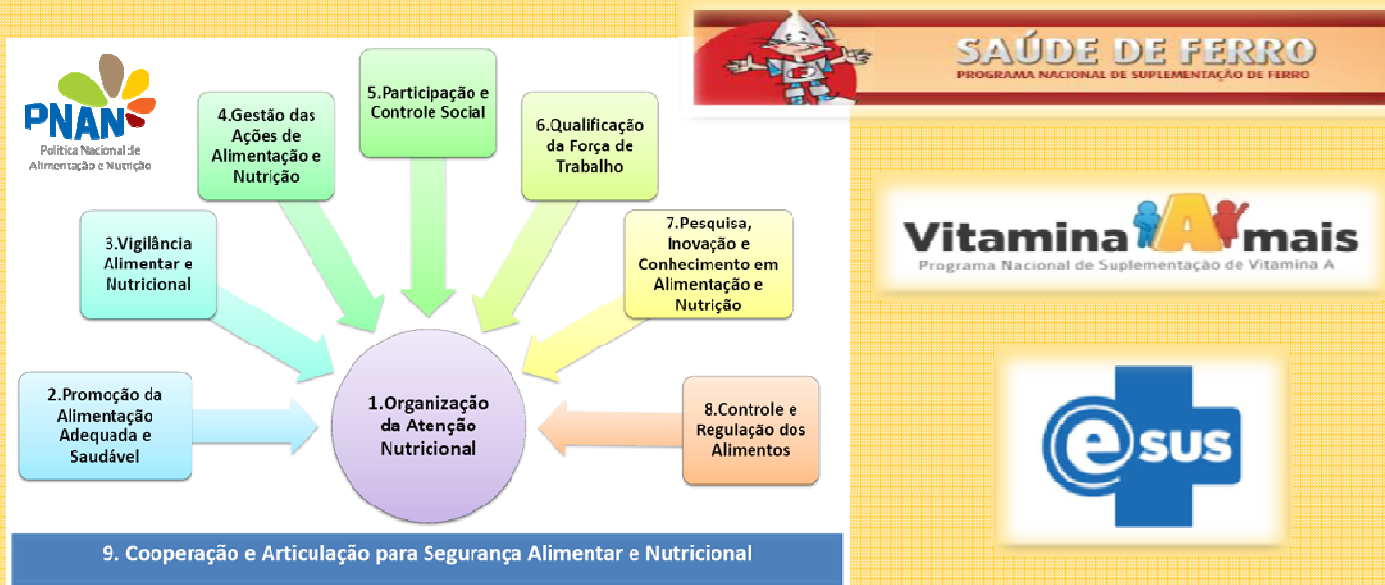 PNAN
Política Nacional de
Alimentação e Nutrição
5.Participação e
Controle Social
4.Gestão das
Ações de
Alimentação e
Nutrição
6.Qualificação
da Força de
Trabalho
3.Vigilância
Alimentar e
Nutricional
7.Pesquisa,
Inovação e
Conhecimento em
Alimentação e
Nutrição
2.Promoção da
Alimentação
Adequada e
Saudável
1.Organização
da Atenção
Nutricional
8.Controle e
Regulação dos
Alimentos
9. Cooperação e Articulação para Segurança Alimentar e Nutricional
SAÚDE DE FERRO
PROGRAMA NACIONAL DE SUPLEMENTAÇÃO DE FERRO
Vitamina A mais
Programa Nacional de Suplementação de Vitamina A
e sus